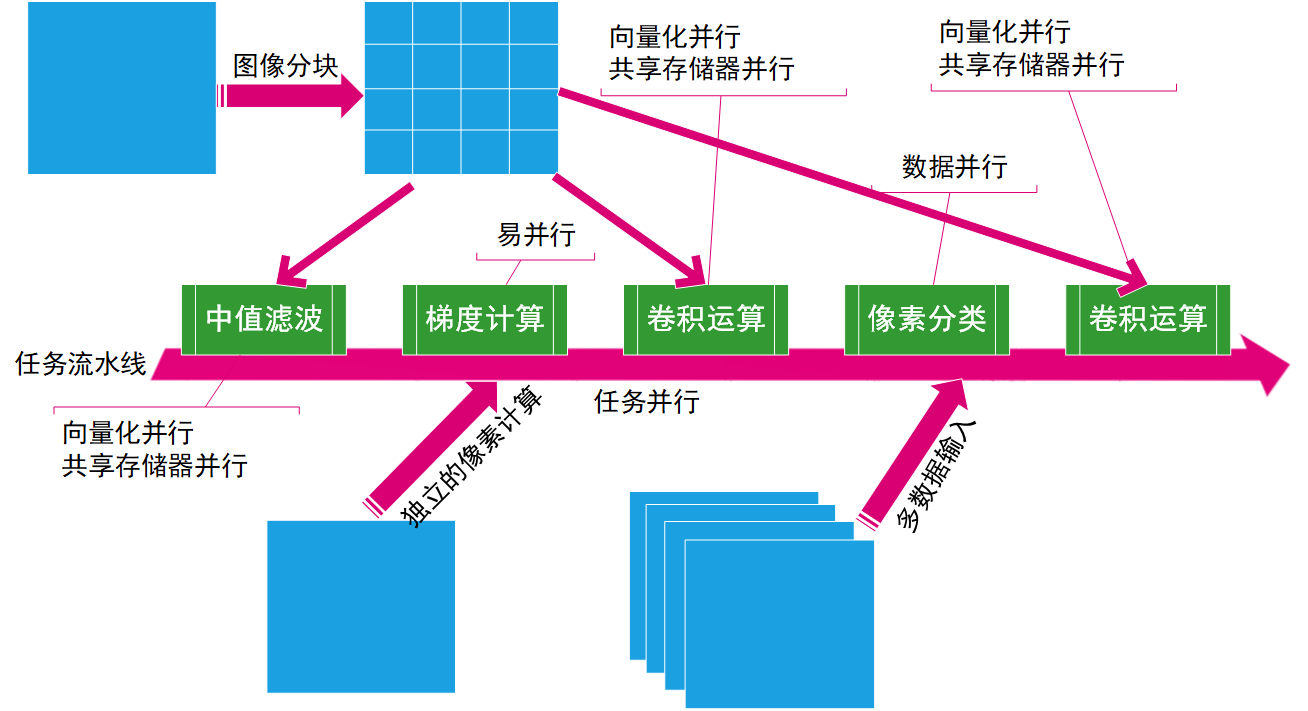 图像分块
向量化并行
共享存储器并行
向量化并行
共享存储器并行
数据并行
易并行
中值滤波
梯度计算
卷积运算
像素分类
卷积运算
任务流水线
任务并行
向量化并行
共享存储器并行
独立的像素计算
多数据输入